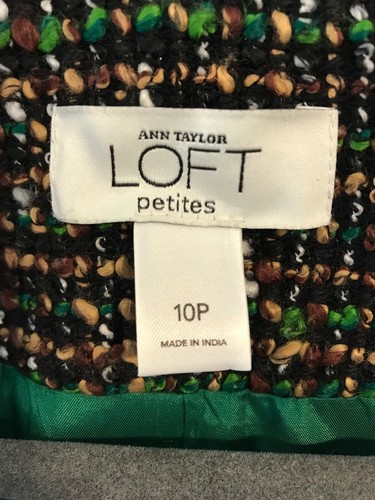 ANN TAYLOR
LOFT
petites
10P
MADE IN INDIA